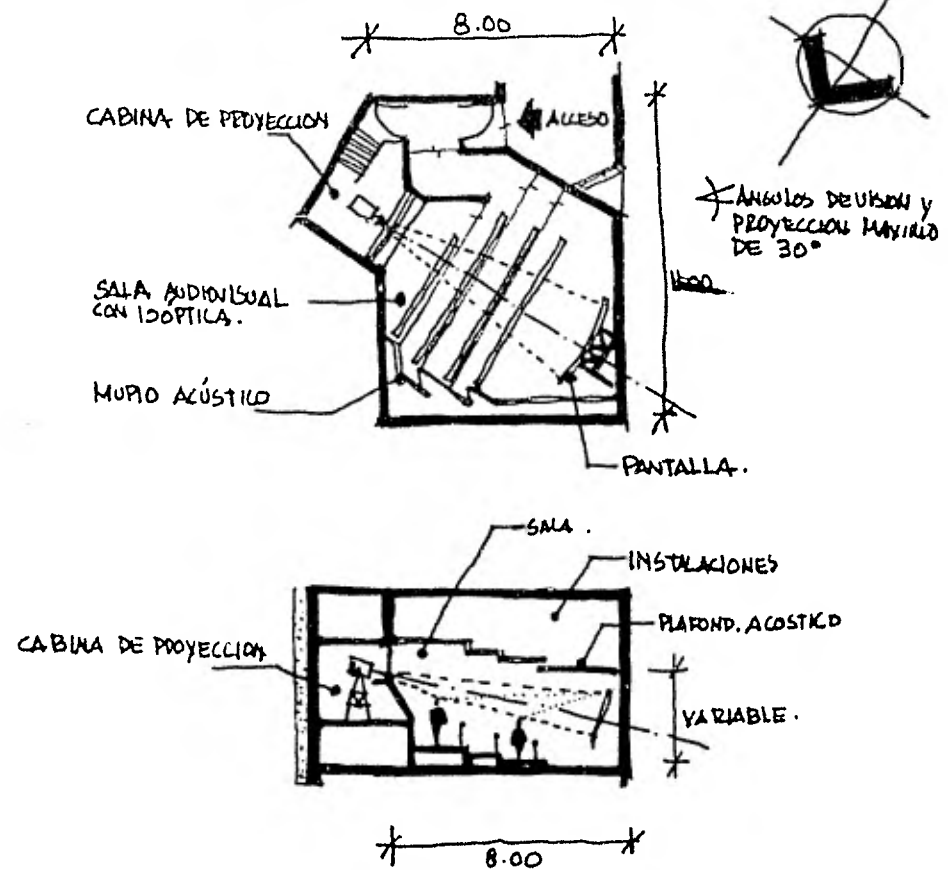 8.00
CABINA DE PROYECCION
ACCESO
ANGULOS DE VISION Y
PROYECCION MAXIMO
DE 30°
SALA AUDIOVISUAL
CON ISÓPTICA.
MURO ACÚSTICO
PANTALLA.
SALA.
INSTALACIONES
PLAFOND. ACOSTICO
CABINA DE PROYECCION
VARIABLE.
8.00